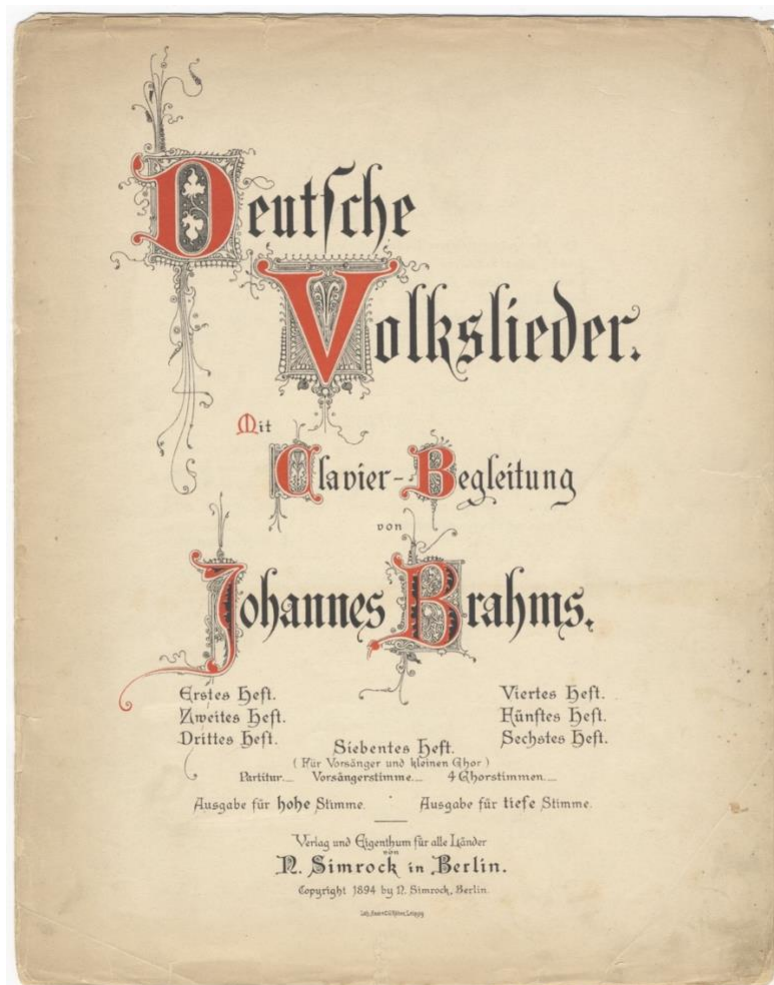 Deutſche
Volkslieder.
Mit
Clavier-Begleitung
von
Johannes Brahms.
Erstes Heft.
Zweites Heft.
Drittes Heft.
Viertes Heft.
Fünftes Heft.
Sechstes Heft.
Siebentes Heft.
(Für Vorsänger und kleinen Chor)
Partitur. Vorsängerstimme. 4 Chorstimmen.
Ausgabe für hohe Stimme. Ausgabe für tiefe Stimme.
Verlag und Eigenthum für alle Länder
von
N. Simrock in Berlin.
Copyright 1894 by N. Simrock, Berlin.
Leipzig